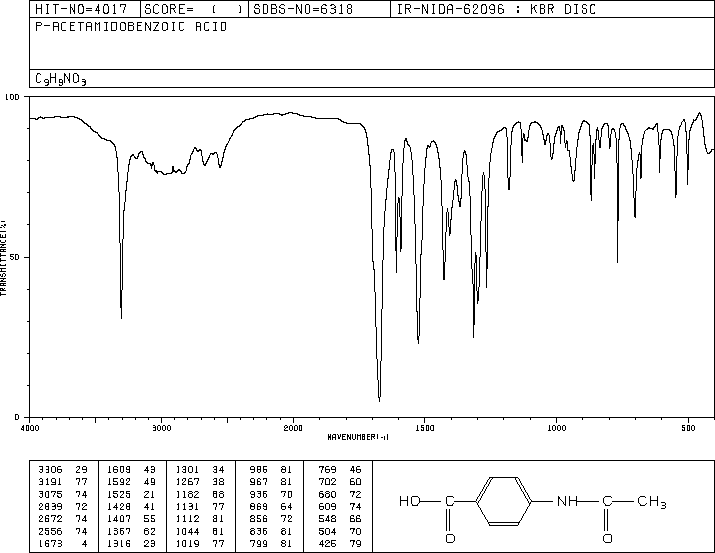 HIT-NO=4017 SCORE= ( ) SDBS-NO=6318 IR-NIDA-62096 : KBR DISC
P-ACETAMIDOBENZOIC ACID
C9H9NO3
100
50
0
TRANSMITTANCE(%)
4000 3000 2000 1500 1000 500
WAVENUMBER(-1)
3306 29 1609 43 1301 34 986 81 769 46
3191 77 1592 49 1267 38 967 81 702 60
3075 74 1525 21 1182 68 936 70 680 72
2839 72 1428 41 1131 77 869 64 609 74
2672 74 1407 55 1112 81 856 72 548 66
2556 74 1367 62 1044 81 836 81 504 70
1673 4 1316 23 1019 77 799 81 426 79
HO C NH C CH3
O O